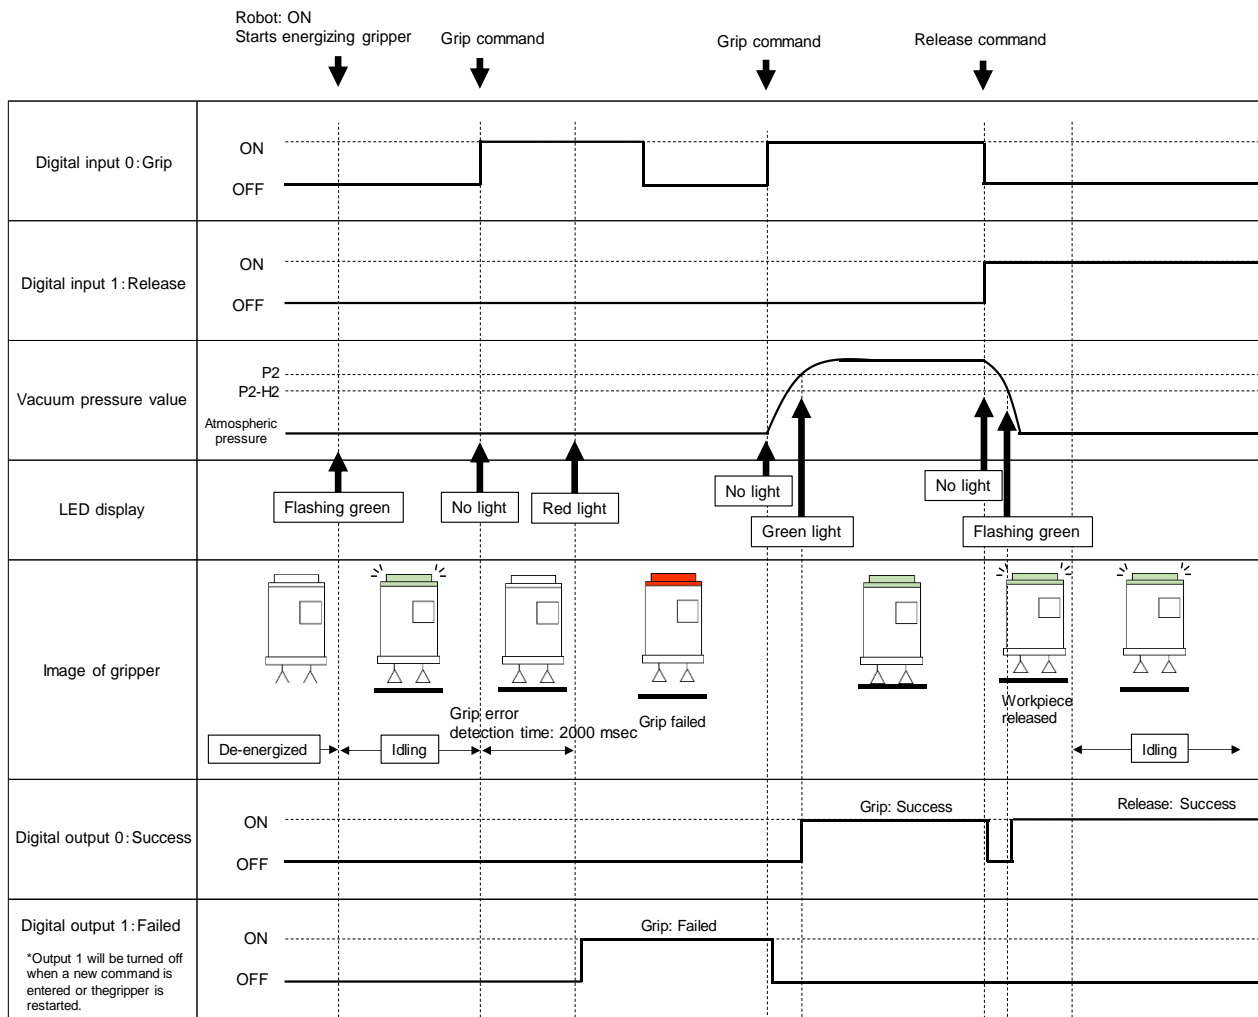 Robot: ON
Starts energizing gripper
Grip command
Grip command
Release command
Digital input 0:Grip
ON
OFF
Digital input 1:Release
ON
OFF
Vacuum pressure value
P2
P2-H2
Atmospheric
pressure
LED display
Flashing green
No light
Red light
No light
Green light
No light
Flashing green
Image of gripper
De-energized
Idling
Grip error
detection time: 2000 msec
Grip failed
Workpiece
released
Idling
Digital output 0:Success
ON
OFF
Grip: Success
Release: Success
Digital output 1:Failed
*Output 1 will be turned off
when a new command is
entered or thegripper is
restarted.
ON
OFF
Grip: Failed